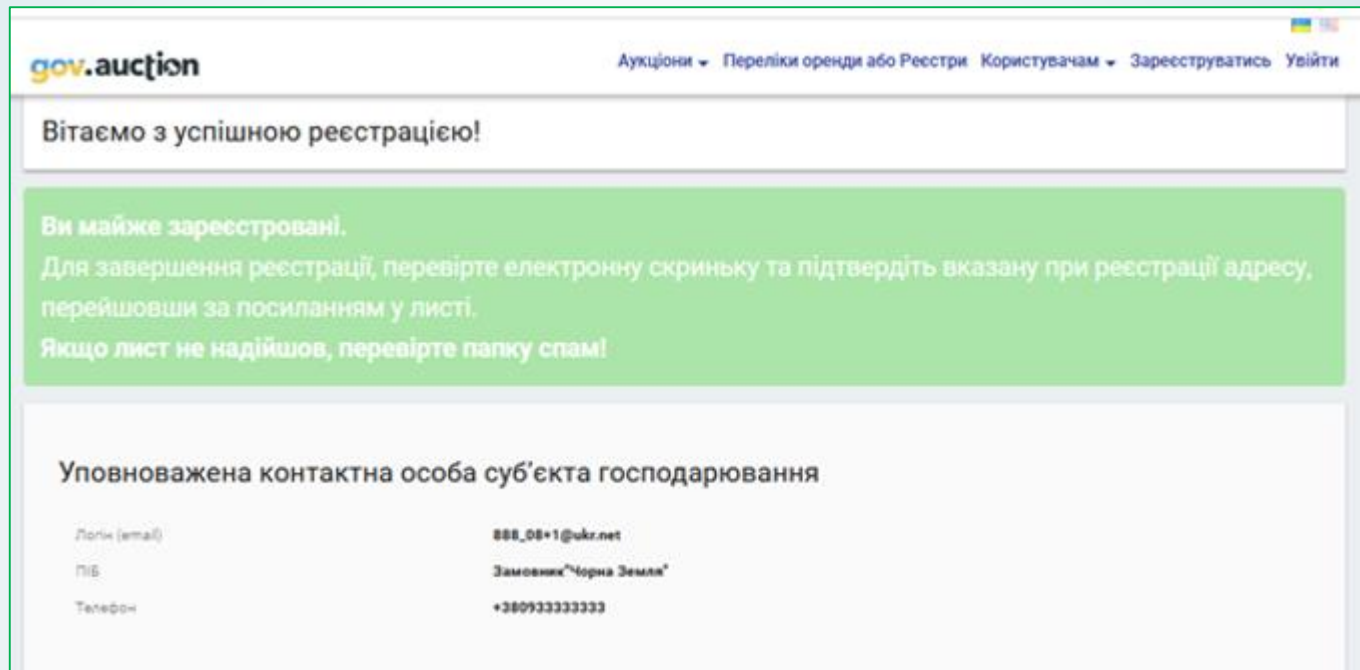 gov.auction
Аукціони Переліки оренди або Реєстри Користувачам Зареєструватись Увійти
Вітаємо з успішною реєстрацією!
Ви майже зареєстровані.
Для завершення реєстрації, перевірте електронну скриньку та підтвердіть вказану при реєстрації адресу,
перейшовши за посиланням у листі.
Якщо лист не надійшов, перевірте папку спам!
Уповноважена контактна особа суб'єкта господарювання
Логін (email) 888_08+1@ukr.net
ПІБ Замовник"Чорна Земля"
Телефон +380933333333